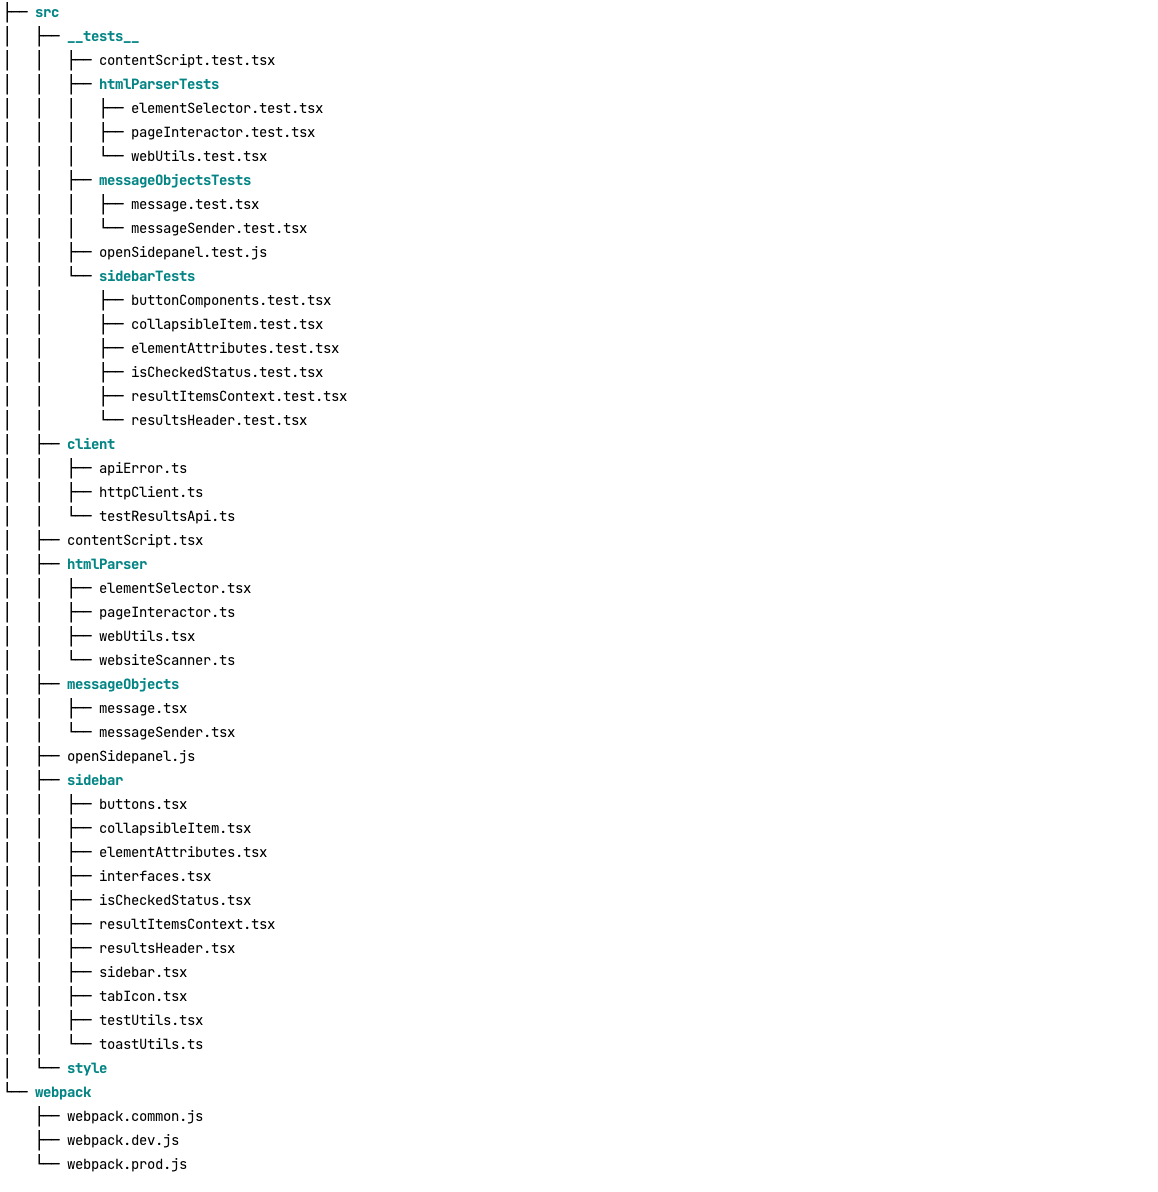 ├── src
│   ├── __tests__
│   │   ├── contentScript.test.tsx
│   │   ├── htmlParserTests
│   │   │   ├── elementSelector.test.tsx
│   │   │   ├── pageInteractor.test.tsx
│   │   │   └── webUtils.test.tsx
│   │   ├── messageObjectsTests
│   │   │   ├── message.test.tsx
│   │   │   └── messageSender.test.tsx
│   │   ├── openSidepanel.test.js
│   │   └── sidebarTests
│   │       ├── buttonComponents.test.tsx
│   │       ├── collapsibleItem.test.tsx
│   │       ├── elementAttributes.test.tsx
│   │       ├── isCheckedStatus.test.tsx
│   │       ├── resultItemsContext.test.tsx
│   │       └── resultsHeader.test.tsx
│   ├── client
│   │   ├── apiError.ts
│   │   ├── httpClient.ts
│   │   └── testResultsApi.ts
│   ├── contentScript.tsx
│   ├── htmlParser
│   │   ├── elementSelector.tsx
│   │   ├── pageInteractor.ts
│   │   ├── webUtils.tsx
│   │   └── websiteScanner.ts
│   ├── messageObjects
│   │   ├── message.tsx
│   │   └── messageSender.tsx
│   ├── openSidepanel.js
│   ├── sidebar
│   │   ├── buttons.tsx
│   │   ├── collapsibleItem.tsx
│   │   ├── elementAttributes.tsx
│   │   ├── interfaces.tsx
│   │   ├── isCheckedStatus.tsx
│   │   ├── resultItemsContext.tsx
│   │   ├── resultsHeader.tsx
│   │   ├── sidebar.tsx
│   │   ├── tabIcon.tsx
│   │   ├── testUtils.tsx
│   │   └── toastUtils.ts
│   └── style
└── webpack
    ├── webpack.common.js
    ├── webpack.dev.js
    └── webpack.prod.js